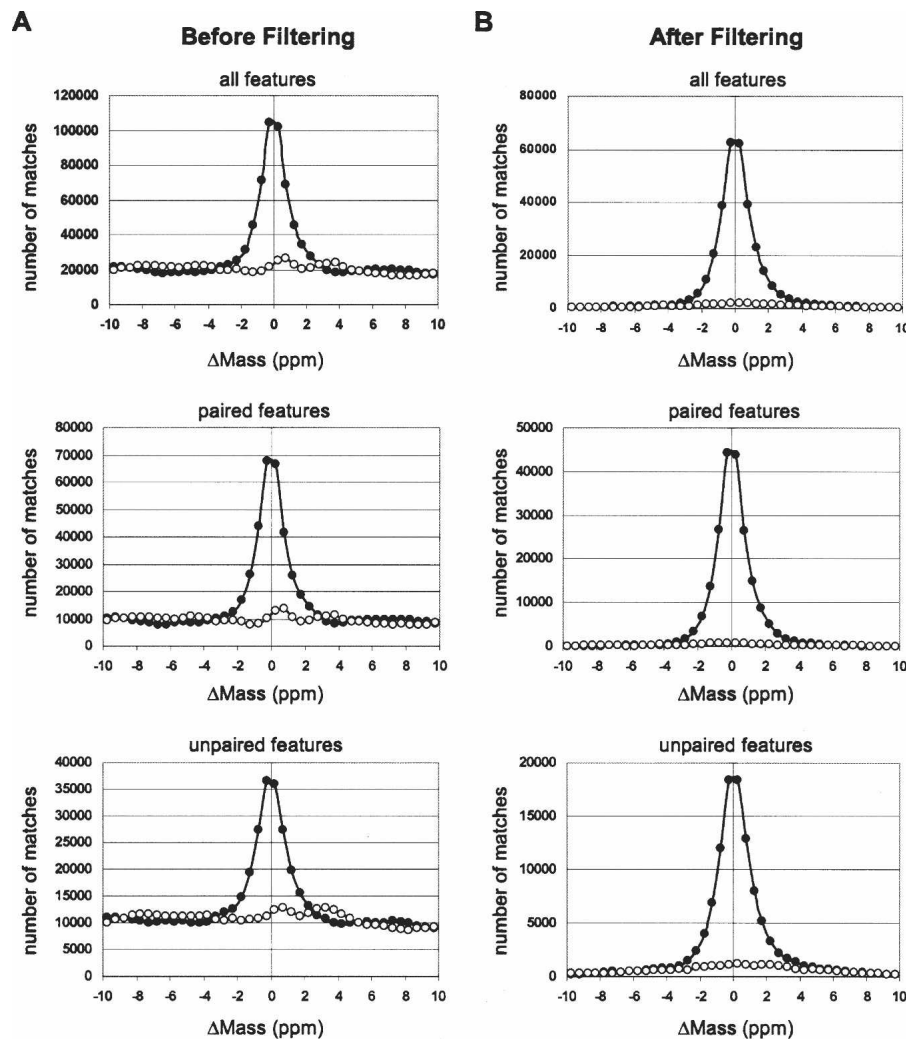 A
Before Filtering
all features
number of matches
120000
100000
80000
60000
40000
20000
0
-10 -8 -6 -4 -2 0 2 4 6 8 10
ΔMass (ppm)
paired features
number of matches
80000
70000
60000
50000
40000
30000
20000
10000
0
-10 -8 -6 -4 -2 0 2 4 6 8 10
ΔMass (ppm)
unpaired features
number of matches
40000
35000
30000
25000
20000
15000
10000
5000
0
-10 -8 -6 -4 -2 0 2 4 6 8 10
ΔMass (ppm)
B
After Filtering
all features
number of matches
80000
60000
40000
20000
0
-10 -8 -6 -4 -2 0 2 4 6 8 10
ΔMass (ppm)
paired features
number of matches
50000
40000
30000
20000
10000
0
-10 -8 -6 -4 -2 0 2 4 6 8 10
ΔMass (ppm)
unpaired features
number of matches
20000
15000
10000
5000
0
-10 -8 -6 -4 -2 0 2 4 6 8 10
ΔMass (ppm)